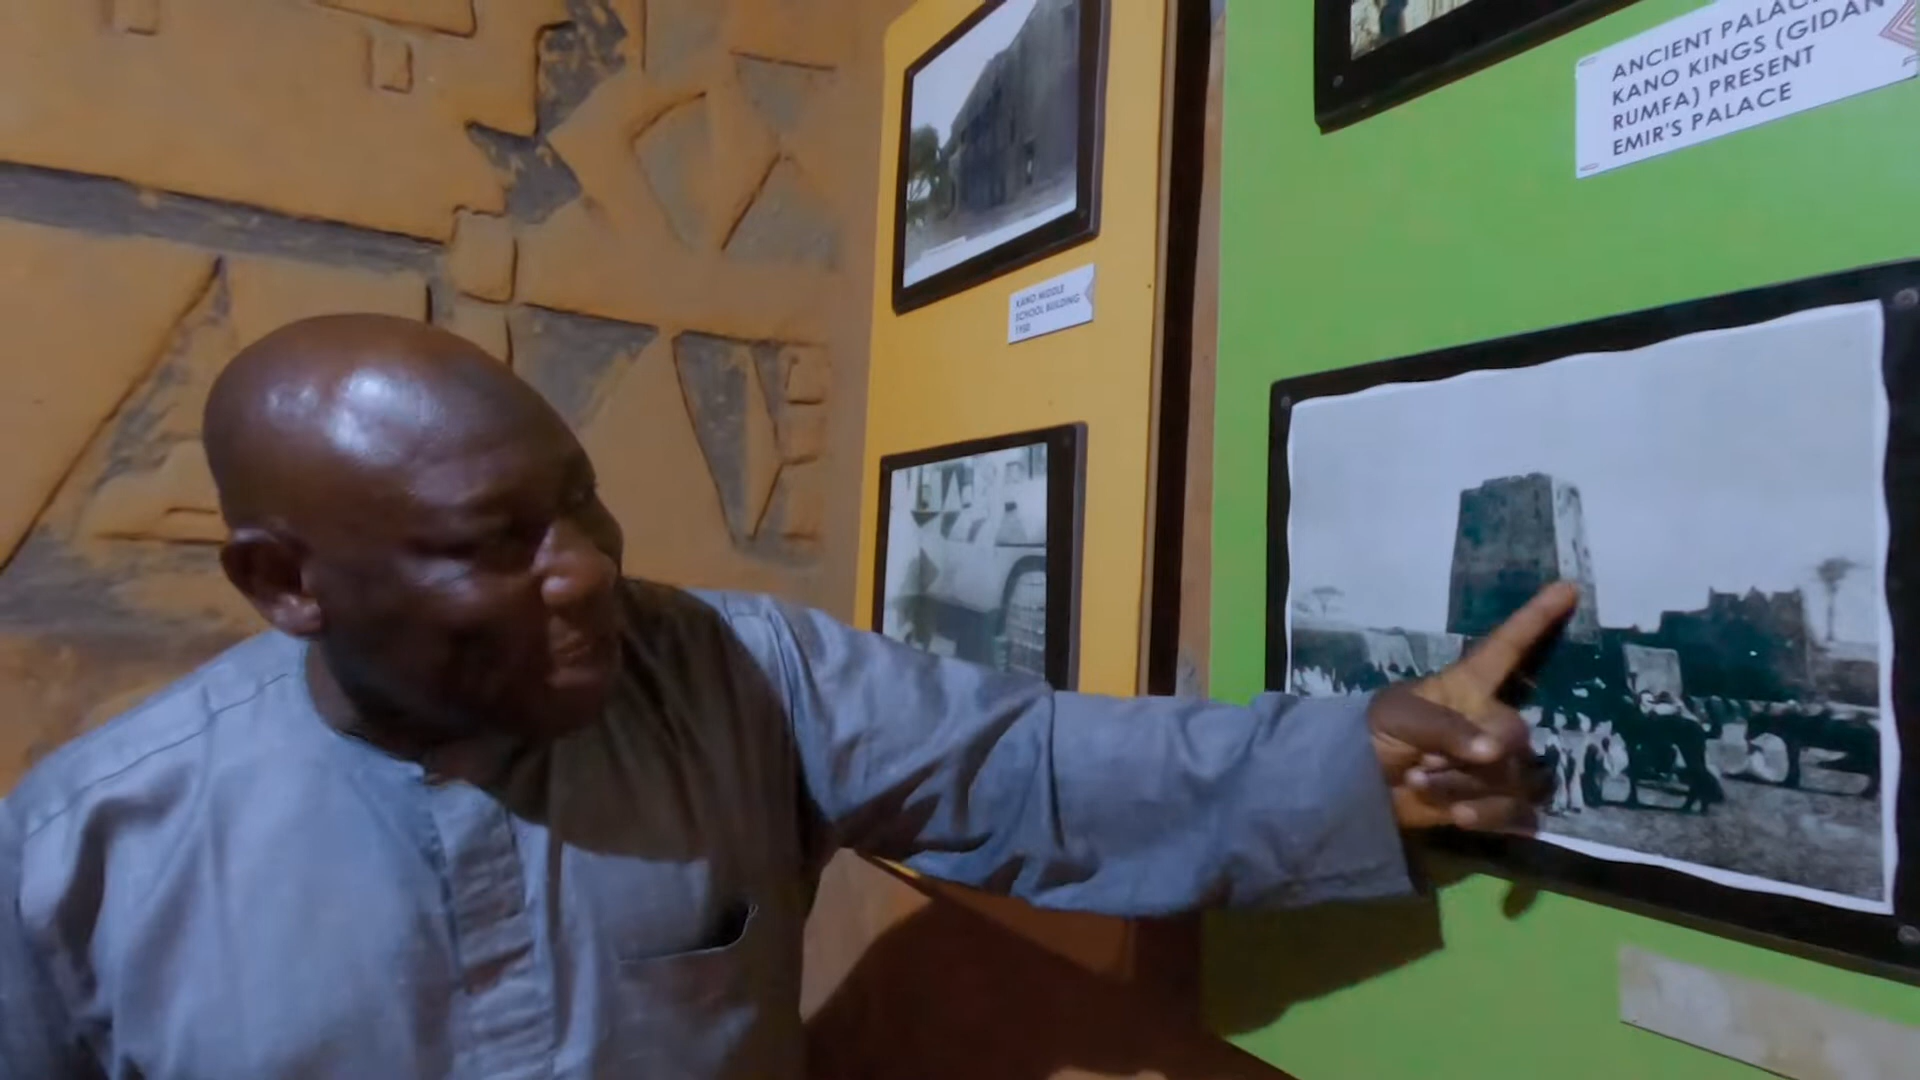 ANCIENT PALACE
KANO KINGS (GIDAN
RUMFA) PRESENT
EMIR'S PALACE
KANO MIDDLE
SCHOOL BUILDING